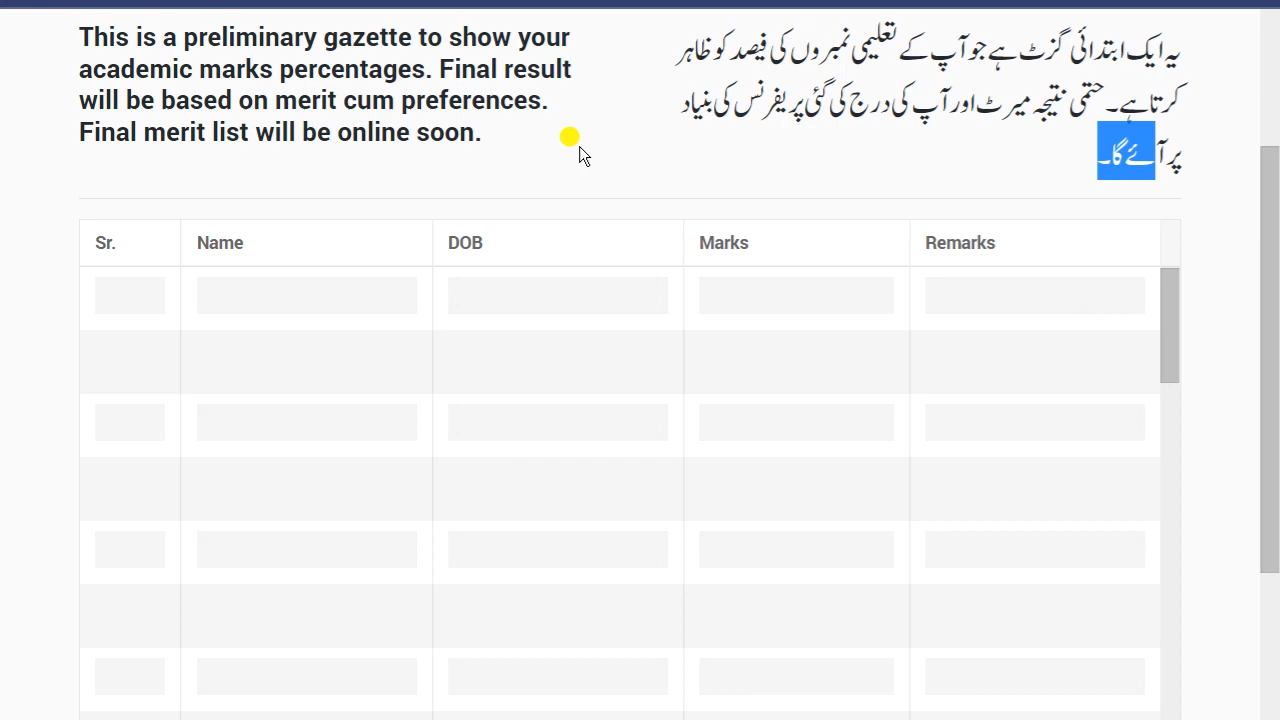 This is a preliminary gazette to show your
academic marks percentages. Final result
will be based on merit cum preferences.
Final merit list will be online soon.
یہ ایک ابتدائی گزٹ ہے جو آپ کے تعلیمی نمبروں کی فیصد کو ظاہر
کرتا ہے۔ حتمی نتیجہ میرٹ اور آپ کی درج کی گئی پریفرنس کی بنیاد
پر آئے گا۔
Sr. Name DOB Marks Remarks